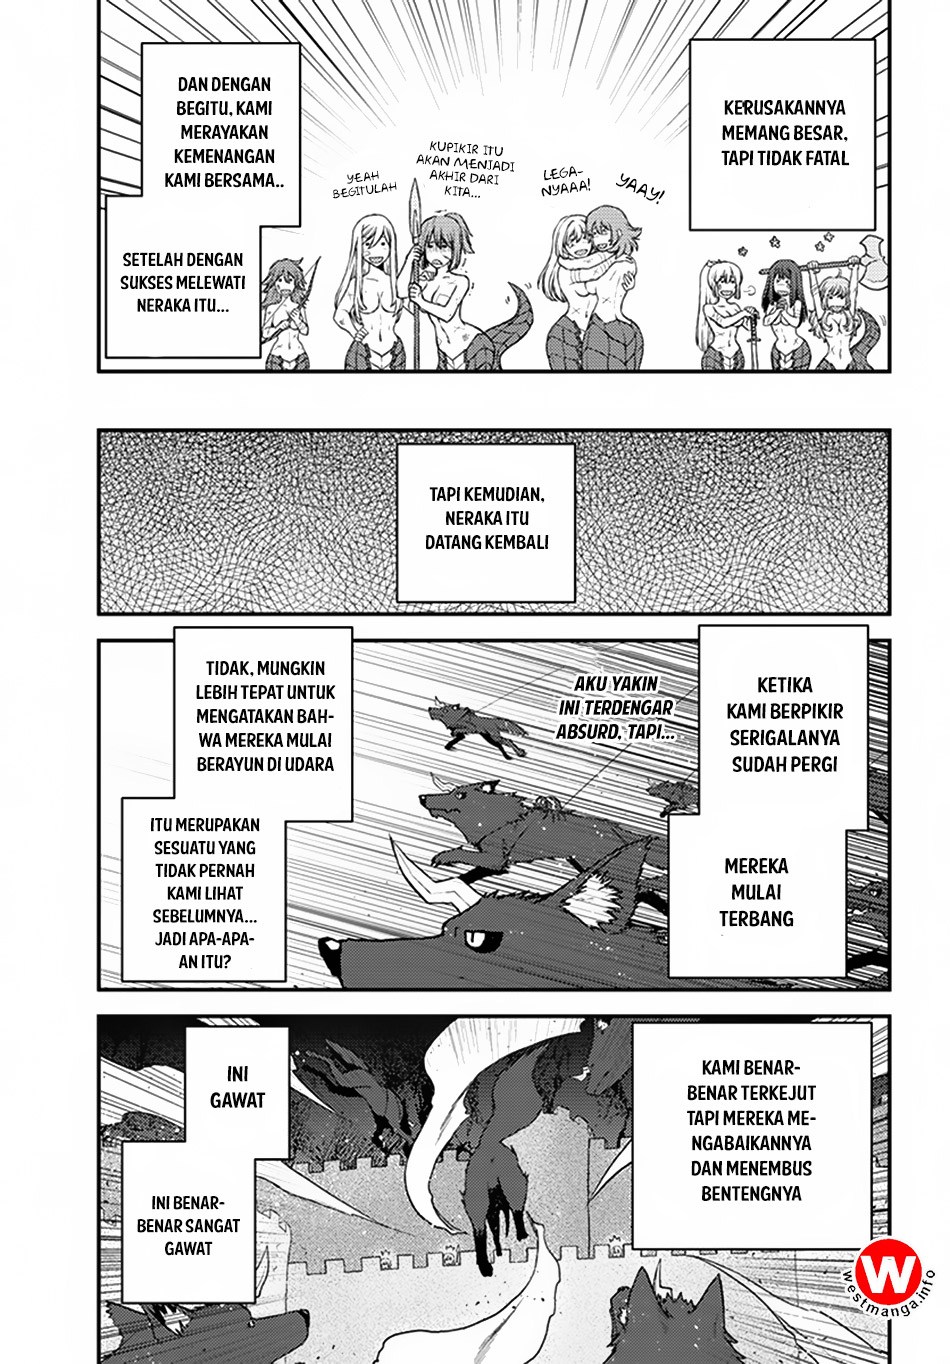 KERUSAKANNYA
MEMANG BESAR,
TAPI TIDAK FATAL
YAAY!
LEGA-
NYAAA!
KUPIKIR ITU
AKAN MENJADI
AKHIR DARI
KITA...
YEAH
BEGITULAH
DAN DENGAN
BEGITU, KAMI
MERAYAKAN
KEMENANGAN
KAMI BERSAMA..
SETELAH DENGAN
SUKSES MELEWATI
NERAKA ITU...
TAPI KEMUDIAN,
NERAKA ITU
DATANG KEMBALI
KETIKA
KAMI BERPIKIR
SERIGALANYA
SUDAH PERGI
MEREKA
MULAI
TERBANG
AKU YAKIN
INI TERDENGAR
ABSURD, TAPI...
TIDAK, MUNGKIN
LEBIH TEPAT UNTUK
MENGATAKAN BAH-
WA MEREKA MULAI
BERAYUN DI UDARA
ITU MERUPAKAN
SESUATU YANG
TIDAK PERNAH
KAMI LIHAT
SEBELUMNYA...
JADI APA-APA-
AN ITU?
KAMI BENAR-
BENAR TERKEJUT
TAPI MEREKA ME-
NGABAIKANNYA
DAN MENEMBUS
BENTENGNYA
INI
GAWAT
INI BENAR-
BENAR SANGAT
GAWAT
W
westmanga.info